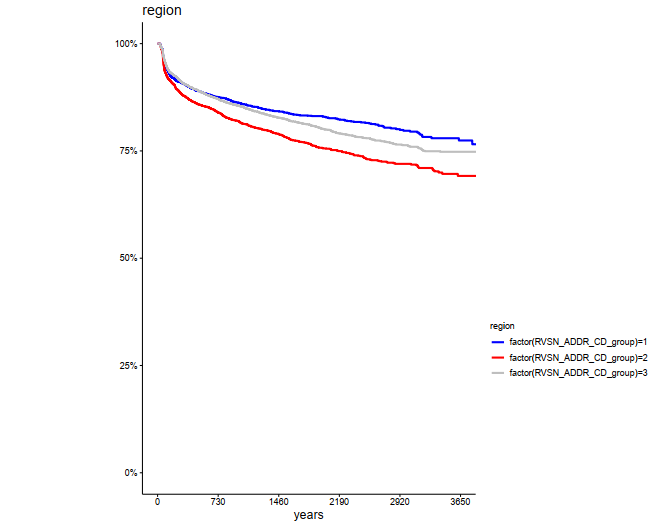 region
100%
75%
50%
25%
0%
0 730 1460 2190 2920 3650
years
region
factor(RVSN_ADDR_CD_group)=1
factor(RVSN_ADDR_CD_group)=2
factor(RVSN_ADDR_CD_group)=3